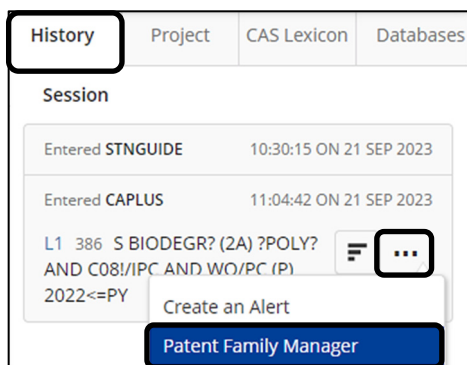 History Project CAS Lexicon Databases
Session
Entered STNGUIDE 10:30:15 ON 21 SEP 2023
Entered CAPLUS 11:04:42 ON 21 SEP 2023
L1 386 S BIODEGR? (2A) ?POLY?
AND C08!/IPC AND WO/PC (P)
2022<=PY
Create an Alert
Patent Family Manager